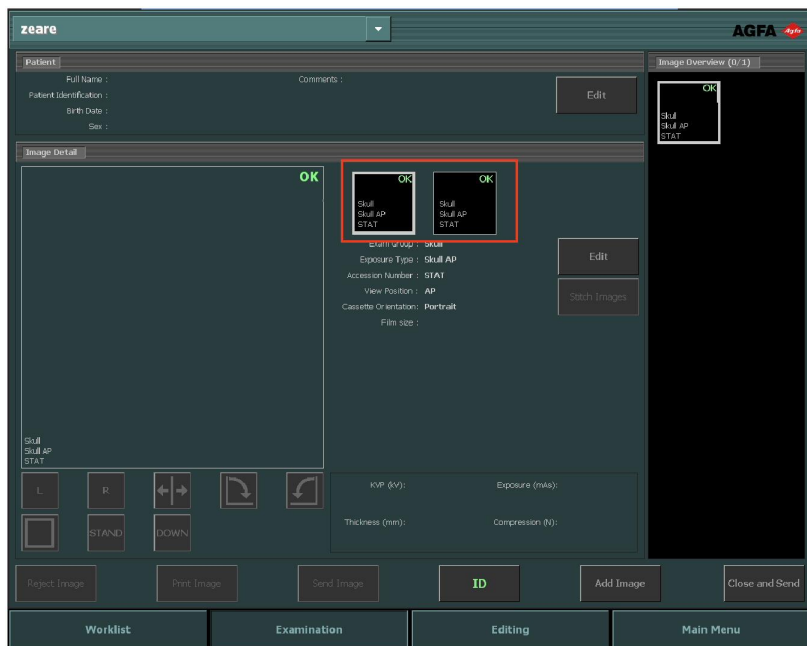 zeare
AGFA Agfa
Patient
Full Name :
Comments :
Patient Identification :
Birth Date :
Sex :
Edit
Image Overview (0/1)
OK
Skull
Skull AP
STAT
Image Detail
OK
Skull
Skull AP
STAT
OK
Skull
Skull AP
STAT
OK
Skull
Skull AP
STAT
Exam Group : Skull
Exposure Type : Skull AP
Accession Number : STAT
View Position : AP
Cassette Orientation: Portrait
Film size :
Edit
Stitch Images
L
R
STAND
DOWN
KVP (kV):
Exposure (mAs):
Thickness (mm):
Compression (N):
Reject Image
Print Image
Send Image
ID
Add Image
Close and Send
Worklist
Examination
Editing
Main Menu